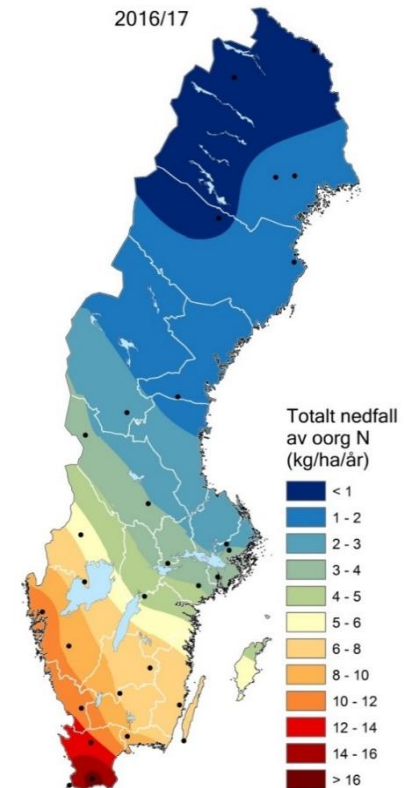 2016/17
Totalt nedfall
av oorg N
(kg/ha/år)
< 1
1 - 2
2 - 3
3 - 4
4 - 5
5 - 6
6 - 8
8 - 10
10 - 12
12 - 14
14 - 16
> 16